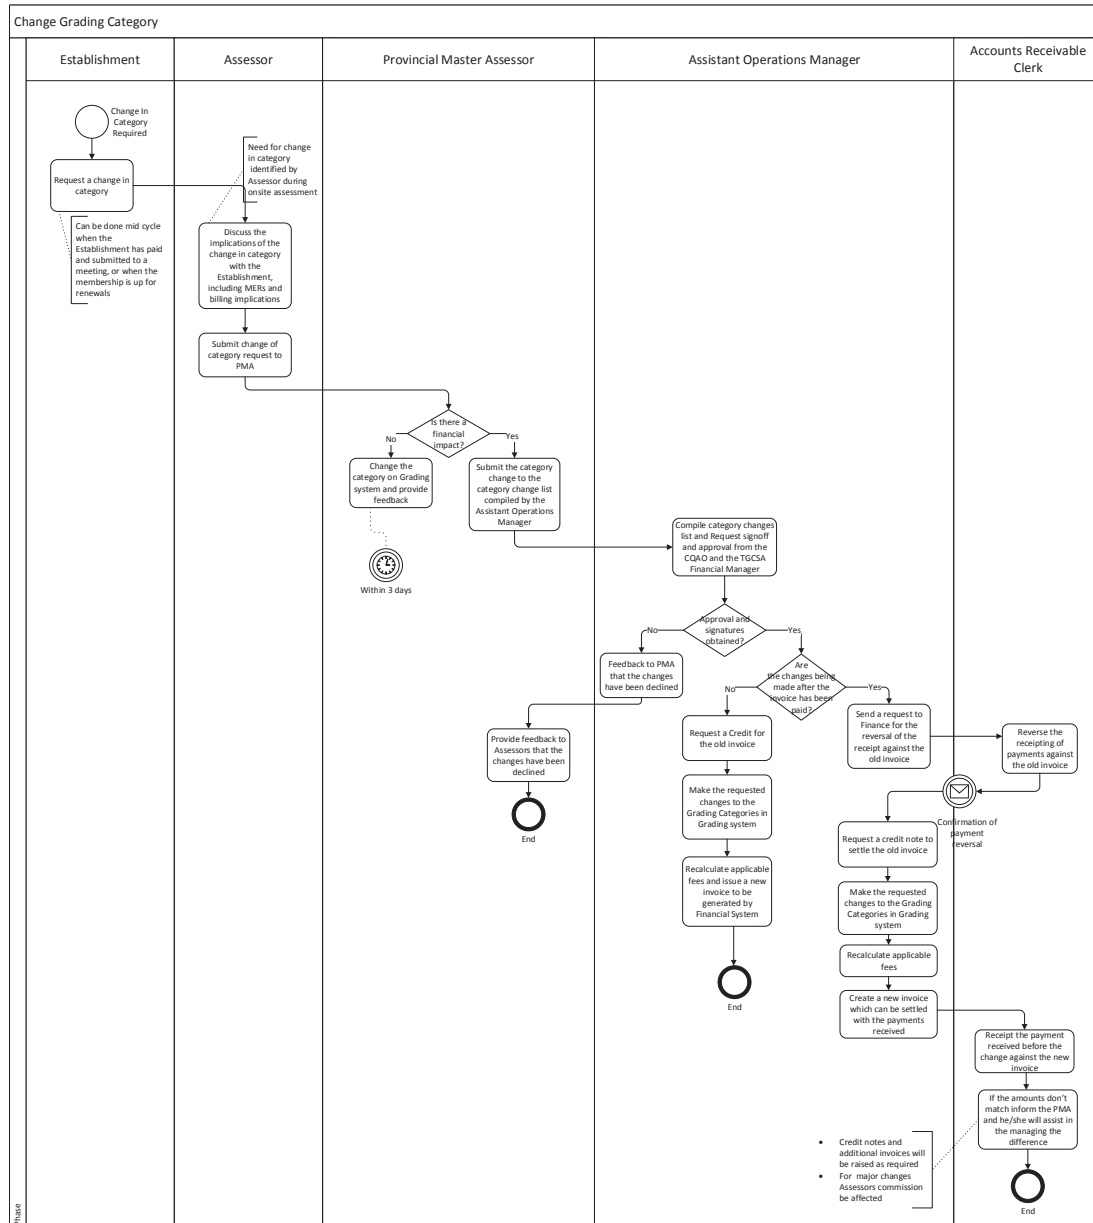 Change Grading Category
Establishment
Assessor
Provincial Master Assessor
Assistant Operations Manager
Accounts Receivable
Clerk
Change In
Category
Required
Request a change in
category
Can be done mid cycle
when the
Establishment has paid
and submitted to a
meeting, or when the
membership is up for
renewals
Need for change
in category
identified by
Assessor during
onsite assessment
Discuss the
implications of the
change in category
with the
Establishment,
including MERs and
billing implications
Submit change of
category request to
PMA
Is there a
financial
impact?
No
Yes
Change the
category on Grading
system and provide
feedback
Within 3 days
Submit the category
change to the
category change list
compiled by the
Assistant Operations
Manager
Compile category changes
list and Request signoff
and approval from the
CQAO and the TGCSA
Financial Manager
Approval and
signatures
obtained?
No
Yes
Feedback to PMA
that the changes
have been declined
Provide feedback to
Assessors that the
changes have been
declined
End
Are
the changes being
made after the
invoice has been
paid?
No
Yes
Request a Credit for
the old invoice
Make the requested
changes to the
Grading Categories in
Grading system
Recalculate applicable
fees and issue a new
invoice to be
generated by
Financial System
End
Send a request to
Finance for the
reversal of the
receipt against the
old invoice
Reverse the
receipting of
payments against
the old invoice
Confirmation of
payment
reversal
Request a credit note to
settle the old invoice
Make the requested
changes to the Grading
Categories in Grading
system
Recalculate applicable
fees
Create a new invoice
which can be settled
with the payments
received
Receipt the payment
received before the
change against the new
invoice
If the amounts don't
match inform the PMA
and he/she will assist in
the managing the
difference
• Credit notes and
additional invoices will
be raised as required
• For major changes
Assessors commission
be affected
End
Phase